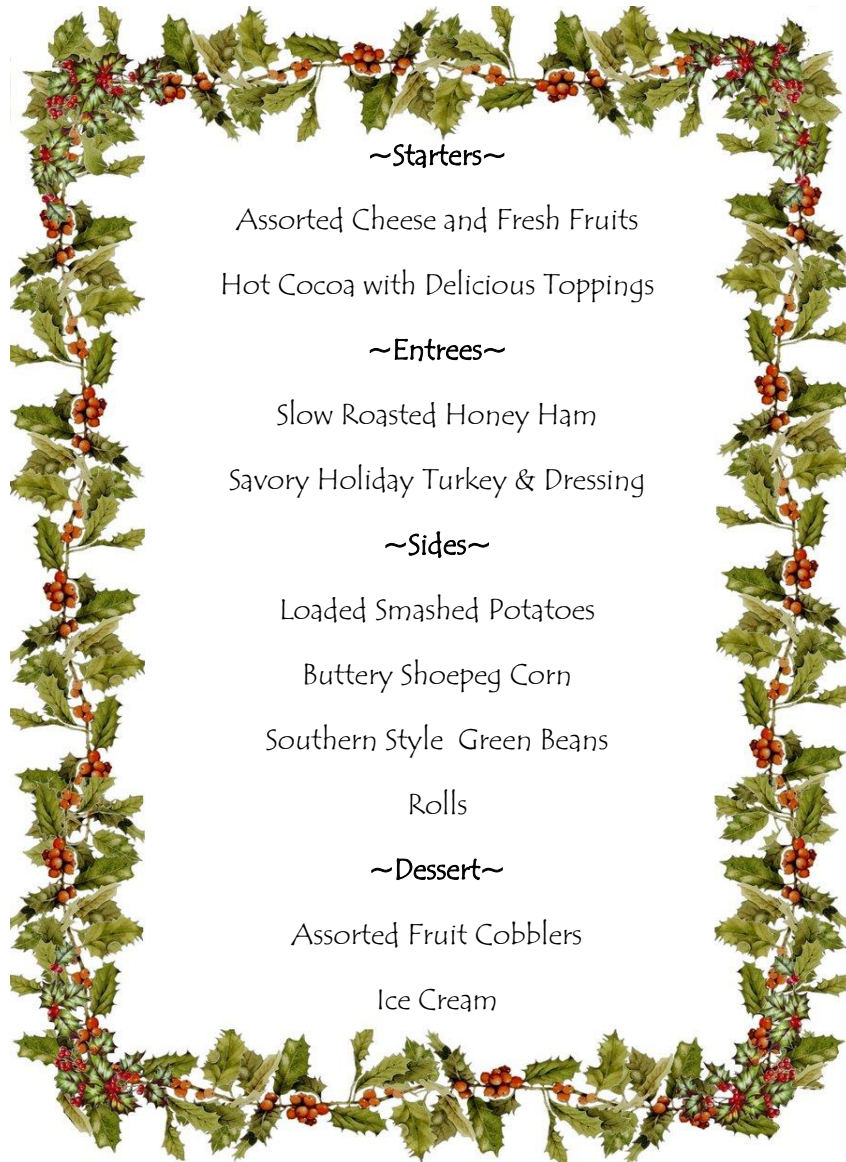 ~Starters~
Assorted Cheese and Fresh Fruits
Hot Cocoa with Delicious Toppings
~Entrees~
Slow Roasted Honey Ham
Savory Holiday Turkey & Dressing
~Sides~
Loaded Smashed Potatoes
Buttery Shoepeg Corn
Southern Style  Green Beans
Rolls
~Dessert~
Assorted Fruit Cobblers
Ice Cream